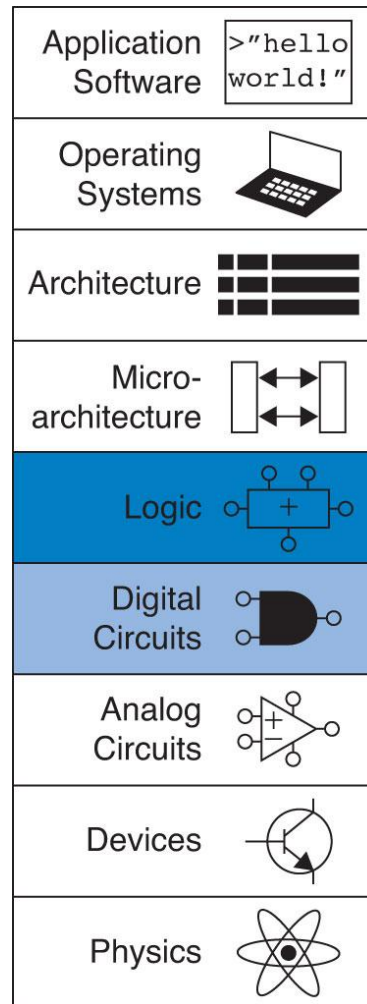 Application
Software
>"hello
world!"
Operating
Systems
Architecture
Micro-
architecture
Logic
+
Digital
Circuits
Analog
Circuits
+
−
Devices
Physics